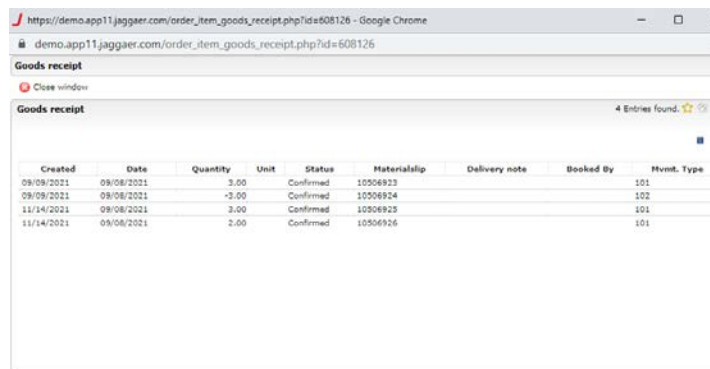 https://demo.app11.jaggaer.com/order_item_goods_receipt.php?id=608126 - Google Chrome
demo.app11.jaggaer.com/order_item_goods_receipt.php?id=608126
Goods receipt
Close window
Goods receipt 4 Entries found.
Created Date Quantity Unit Status Materialslip Delivery note Booked By Mvmt. Type
09/09/2021 09/08/2021 3.00 Confirmed 10506923 101
09/09/2021 09/08/2021 -3.00 Confirmed 10506924 102
11/14/2021 09/08/2021 3.00 Confirmed 10506925 101
11/14/2021 09/08/2021 2.00 Confirmed 10506926 101